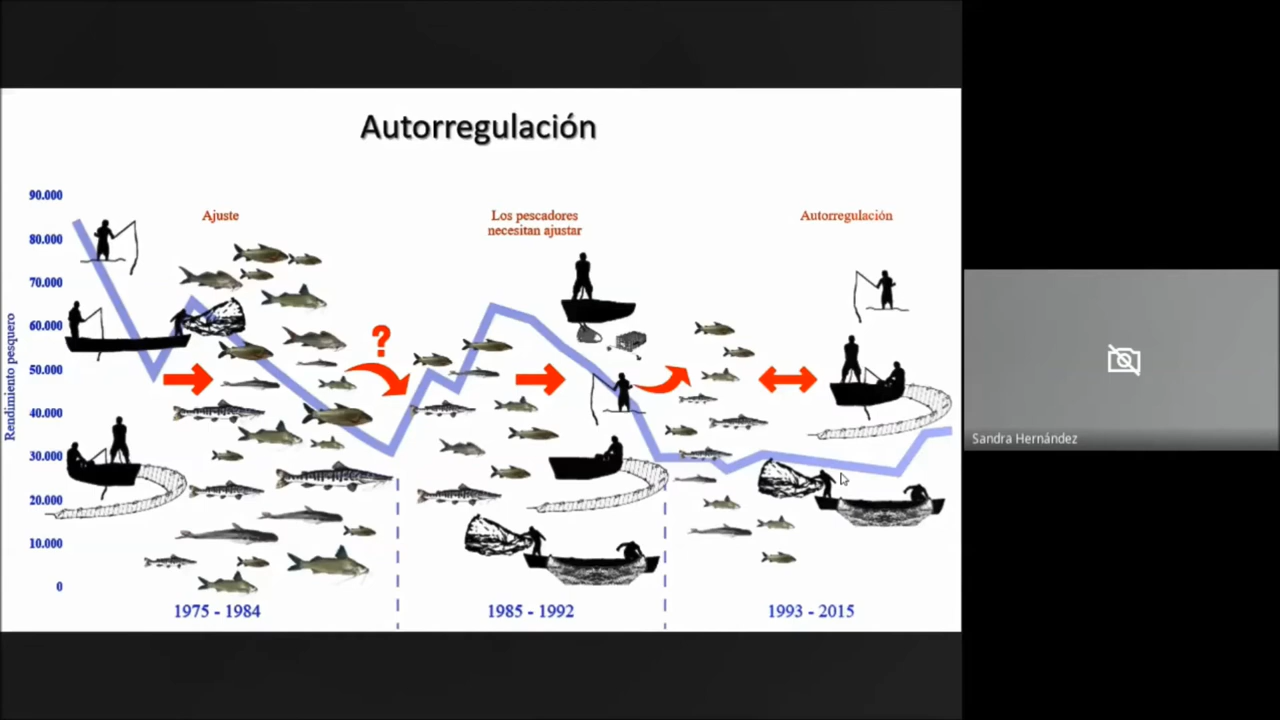 Autorregulación
90.000
80.000
70.000
60.000
50.000
40.000
30.000
20.000
10.000
0
Rendimiento pesquero
Ajuste
Los pescadores
necesitan ajustar
Autorregulación
?
1975 - 1984
1985 - 1992
1993 - 2015
Sandra Hernández